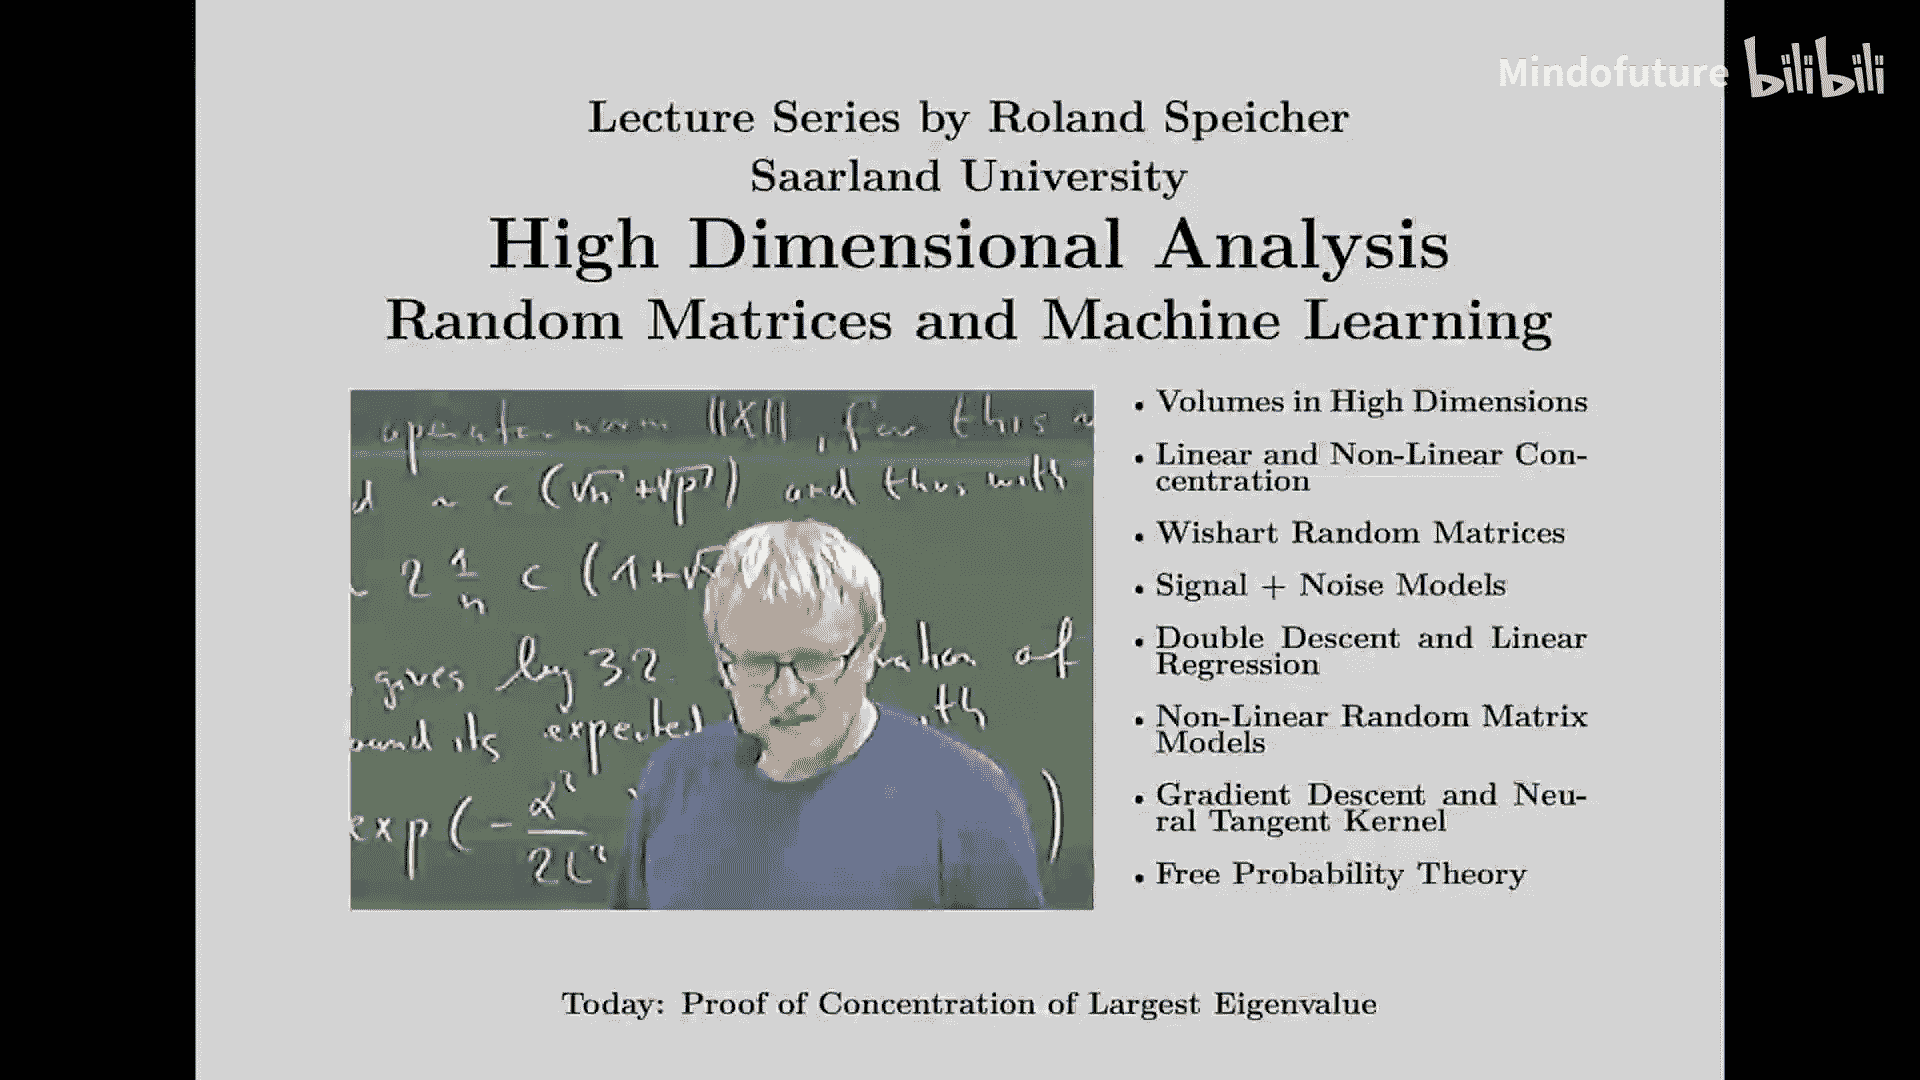 Mindofuture bilibili
Lecture Series by Roland Speicher
Saarland University
High Dimensional Analysis
Random Matrices and Machine Learning
operator norm ||X||, for this
~ c (√n + √p) and thus with
2 1/n c (1+√
gives by 3.2. of
its expected
exp(- α²/2L² )
• Volumes in High Dimensions
• Linear and Non-Linear Con-
centration
• Wishart Random Matrices
• Signal + Noise Models
• Double Descent and Linear
Regression
• Non-Linear Random Matrix
Models
• Gradient Descent and Neu-
ral Tangent Kernel
• Free Probability Theory
Today: Proof of Concentration of Largest Eigenvalue